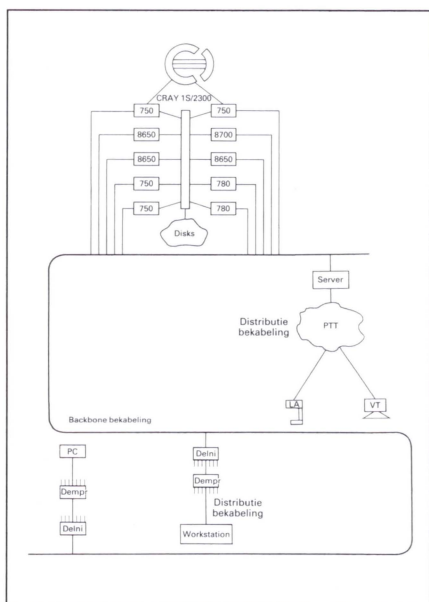 CRAY 1S/2300
750 750
8650 8700
8650 8650
750 780
750 780
Disks
Server
Distributie
bekabeling
PTT
LA
VT
Backbone bekabeling
PC
Delni
Dempr
Dempr
Distributie
bekabeling
Delni
Workstation